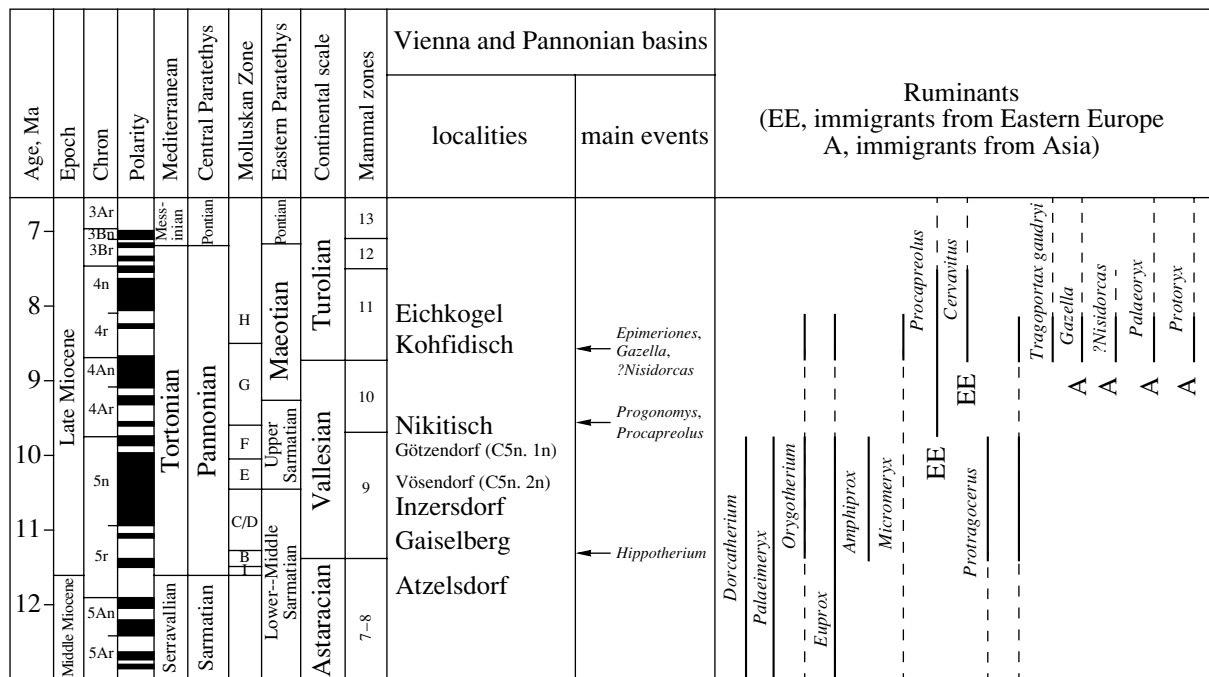 Age, Ma
Epoch
Chron
Polarity
Mediterranean
Central Paratethys
Molluskan Zone
Eastern Paratethys
Continental scale
Mammal zones
Vienna and Pannonian basins
localities
main events
Ruminants
(EE, immigrants from Eastern Europe
A, immigrants from Asia)
7
8
9
10
11
12
Late Miocene
Middle Miocene
3Ar
3Bn
3Br
4n
4r
4An
4Ar
5n
5r
5An
5Ar
Mess-
inian
Tortonian
Serravallian
Pontian
Pannonian
Sarmatian
H
G
F
E
C/D
B
I
Pontian
Maeotian
Upper
Sarmatian
Lower--Middle
Sarmatian
Turolian
Vallesian
Astaracian
13
12
11
10
9
7–8
Eichkogel
Kohfidisch
Nikitisch
Götzendorf (C5n. 1n)
Vösendorf (C5n. 2n)
Inzersdorf
Gaiselberg
Atzelsdorf
Epimeriones,
Gazella,
?Nisidorcas
Progonomys,
Procapreolus
Hippotherium
Dorcatherium
Palaeimeryx
Orygotherium
Euprox
Amphiprox
Micromeryx
Procapreolus
EE
Cervavitus
EE
Protragocerus
Tragoportax gaudryi
Gazella
A
?Nisidorcas
A
Palaeoryx
A
Protoryx
A